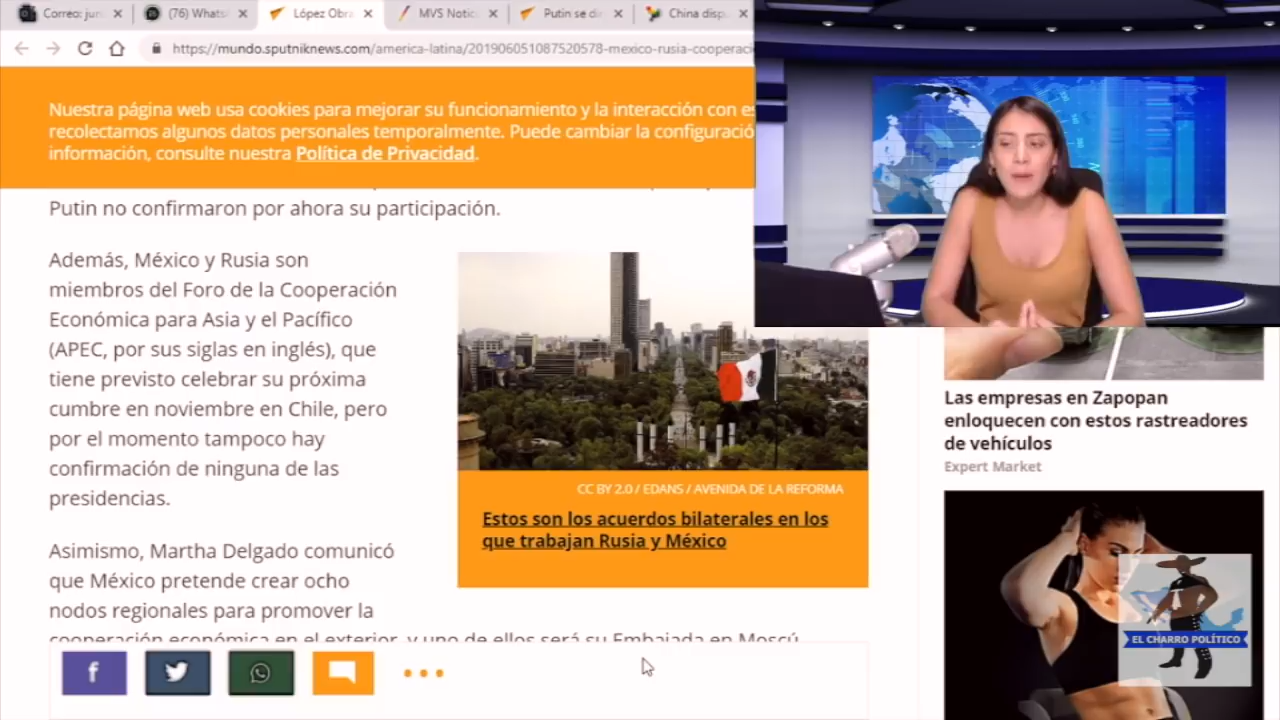 Correo: jun
(76) Whats
López Obra
MVS Notic
Putin se di
China disp
https://mundo.sputniknews.com/america-latina/201906051087520578-mexico-rusia-cooperaci
Nuestra página web usa cookies para mejorar su funcionamiento y la interacción con es
recolectamos algunos datos personales temporalmente. Puede cambiar la configuració
información, consulte nuestra Política de Privacidad.
Putin no confirmaron por ahora su participación.
Además, México y Rusia son
miembros del Foro de la Cooperación
Económica para Asia y el Pacífico
(APEC, por sus siglas en inglés), que
tiene previsto celebrar su próxima
cumbre en noviembre en Chile, pero
por el momento tampoco hay
confirmación de ninguna de las
presidencias.
CC BY 2.0 / EDANS / AVENIDA DE LA REFORMA
Estos son los acuerdos bilaterales en los
que trabajan Rusia y México
Asimismo, Martha Delgado comunicó
que México pretende crear ocho
nodos regionales para promover la
cooperación económica en el exterior, y uno de ellos será su Embajada en Moscú
Las empresas en Zapopan
enloquecen con estos rastreadores
de vehículos
Expert Market
EL CHARRO POLÍTICO